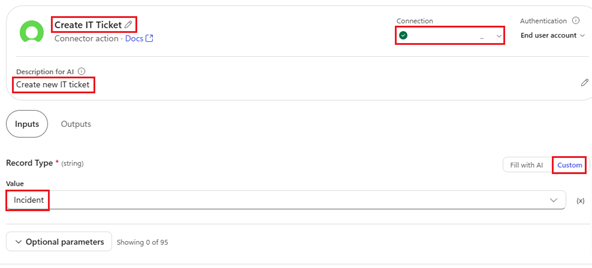 Create IT Ticket
Connector action · Docs
Connection
Authentication
End user account
Description for AI
Create new IT ticket
Inputs
Outputs
Record Type * (string)
Fill with AI
Custom
Value
Incident
(x)
Optional parameters
Showing 0 of 95